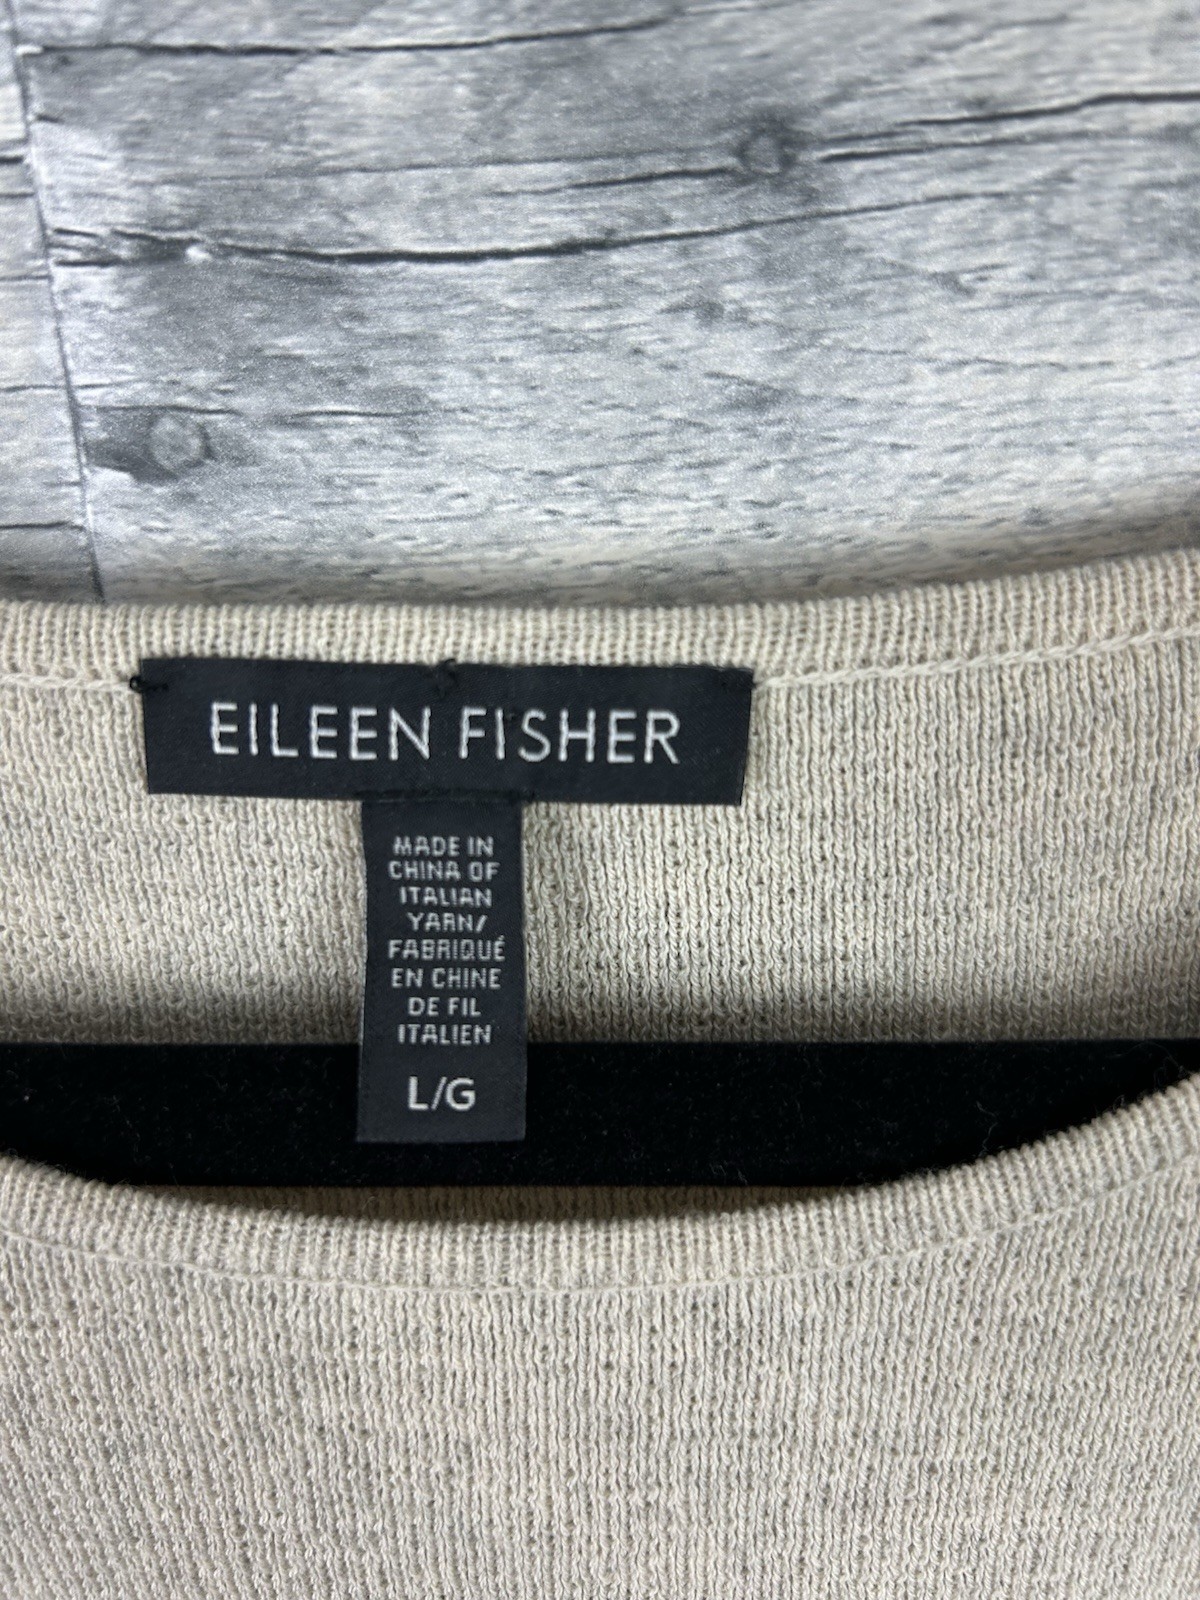 EILEEN FISHER
MADE IN
CHINA OF
ITALIAN
YARN/
FABRIQUÉ
EN CHINE
DE FIL
ITALIEN
L/G